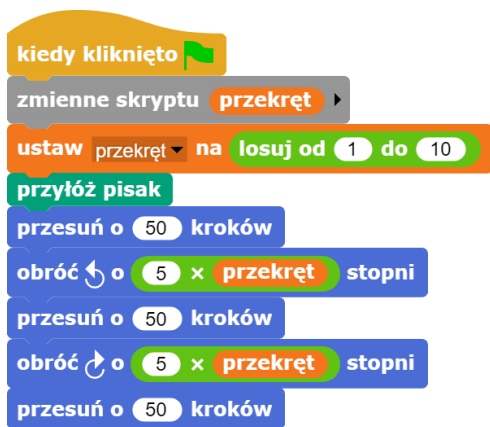 kiedy kliknięto
zmienne skryptu przekręt
ustaw przekręt na losuj od 1 do 10
przyłóż pisak
przesuń o 50 kroków
obróć o 5 × przekręt stopni
przesuń o 50 kroków
obróć o 5 × przekręt stopni
przesuń o 50 kroków